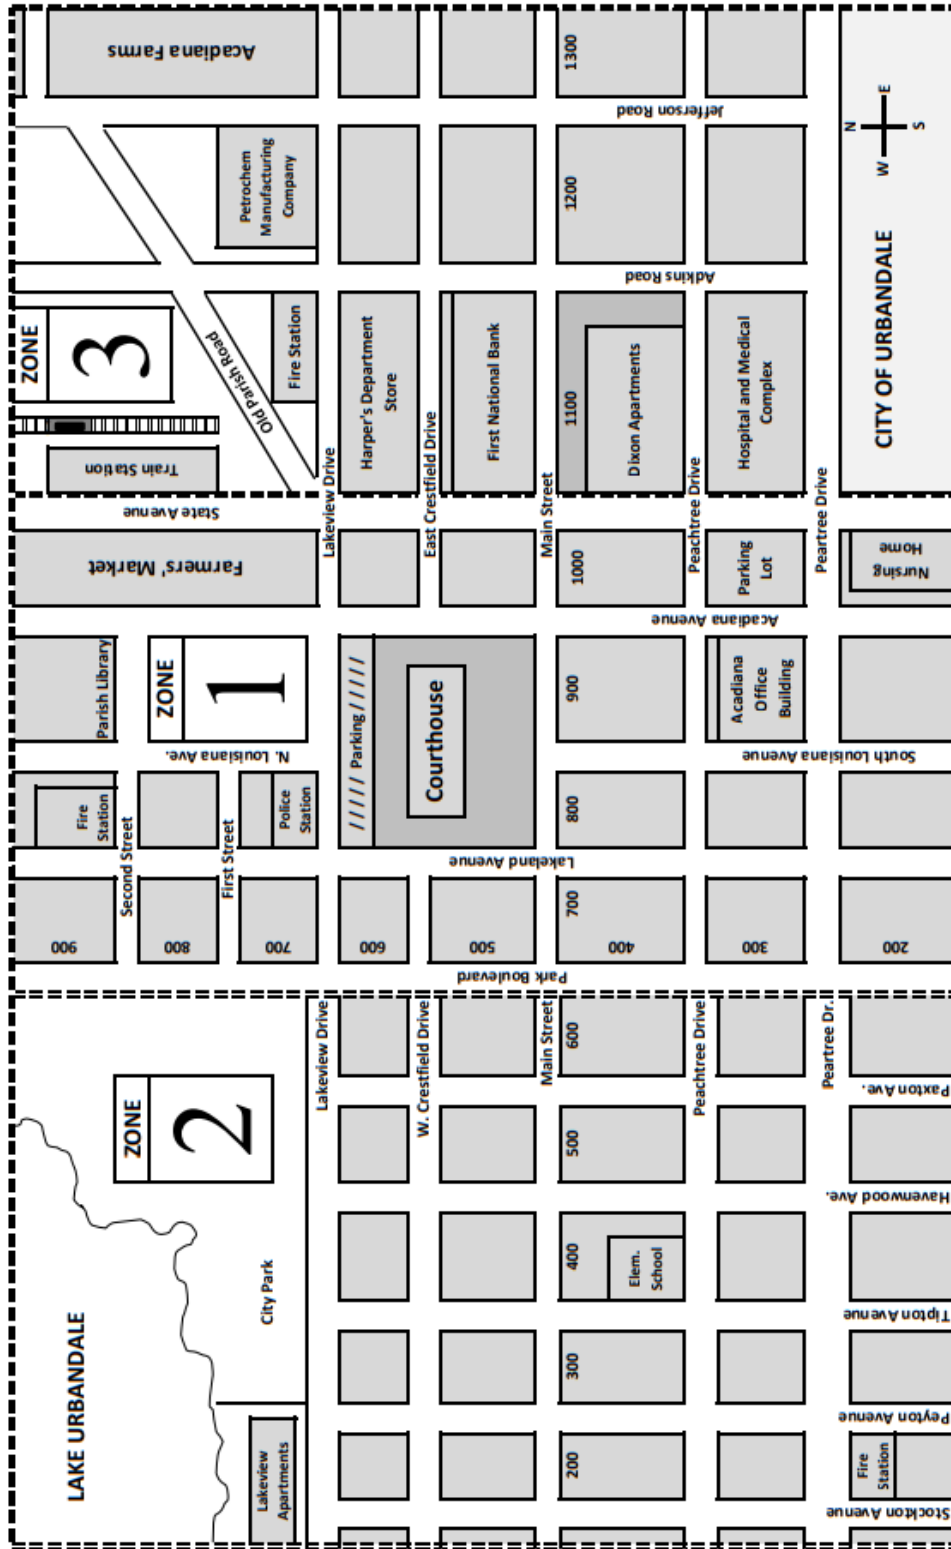 Acadiana Farms
1300
Jefferson Road
N
E
S
W
Petrochem
Manufacturing
Company
1200
Adkins Road
CITY OF URBANDALE
ZONE
3
Old Parish Road
Fire Station
Harper's Department
Store
First National Bank
1100
Dixon Apartments
Hospital and Medical
Complex
Train Station
State Avenue
Lakeview Drive
East Crestfield Drive
Main Street
Peachtree Drive
Peartree Drive
Farmers' Market
1000
Parking
Lot
Nursing
Home
Acadiana Avenue
Parish Library
ZONE
1
///// Parking /////
Courthouse
900
Acadiana
Office
Building
N. Louisiana Ave.
South Louisiana Avenue
Fire
Station
Police
Station
800
Second Street
First Street
Lakeland Avenue
700
900
800
700
600
500
400
300
200
Park Boulevard
Lakeview Drive
W. Crestfield Drive
Main Street
Peachtree Drive
Peartree Dr.
600
ZONE
2
Paxton Ave.
500
Havenwood Ave.
LAKE URBANDALE
City Park
400
Elem.
School
Tipton Avenue
300
Peyton Avenue
Lakeview
Apartments
200
Fire
Station
Stockton Avenue